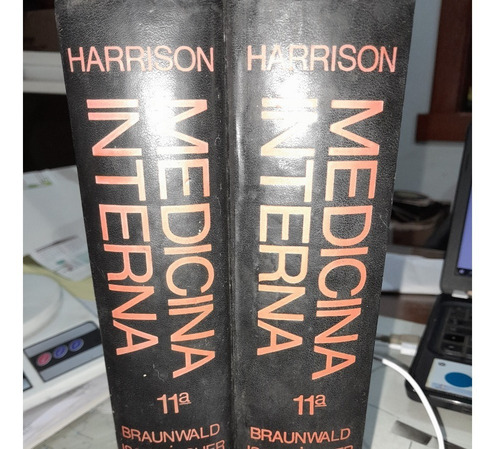 HARRISON
MEDICINA
INTERNA
11ª
BRAUNWALD
HARRISON
MEDICINA
INTERNA
11ª
BRAUNWALD